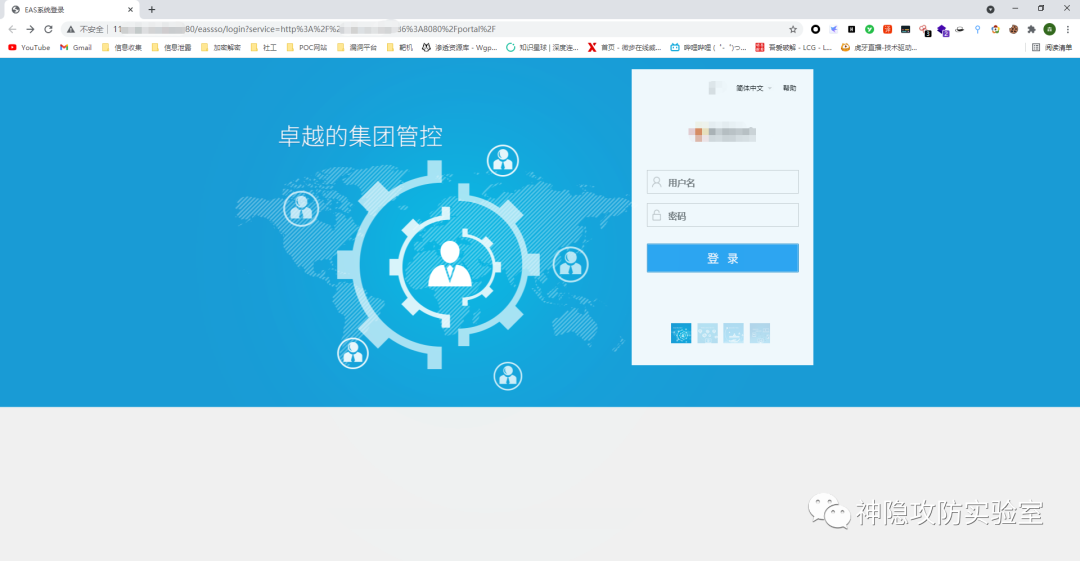 EAS系统登录
不安全
80/eassso/login?service=http%3A%2F%2
d6%3A8080%2Fportal%2F
YouTube
Gmail
信息收集
信息泄露
加密解密
社工
POC网站
漏洞平台
靶机
渗透资源库 - Wgp...
知识星球 | 深度连...
首页 - 微步在线威...
哔哩哔哩 (゜-゜)つ...
吾爱破解 - LCG - L...
虎牙直播-技术驱动...
阅读清单
简体中文
帮助
卓越的集团管控
用户名
密码
登 录
神隐攻防实验室